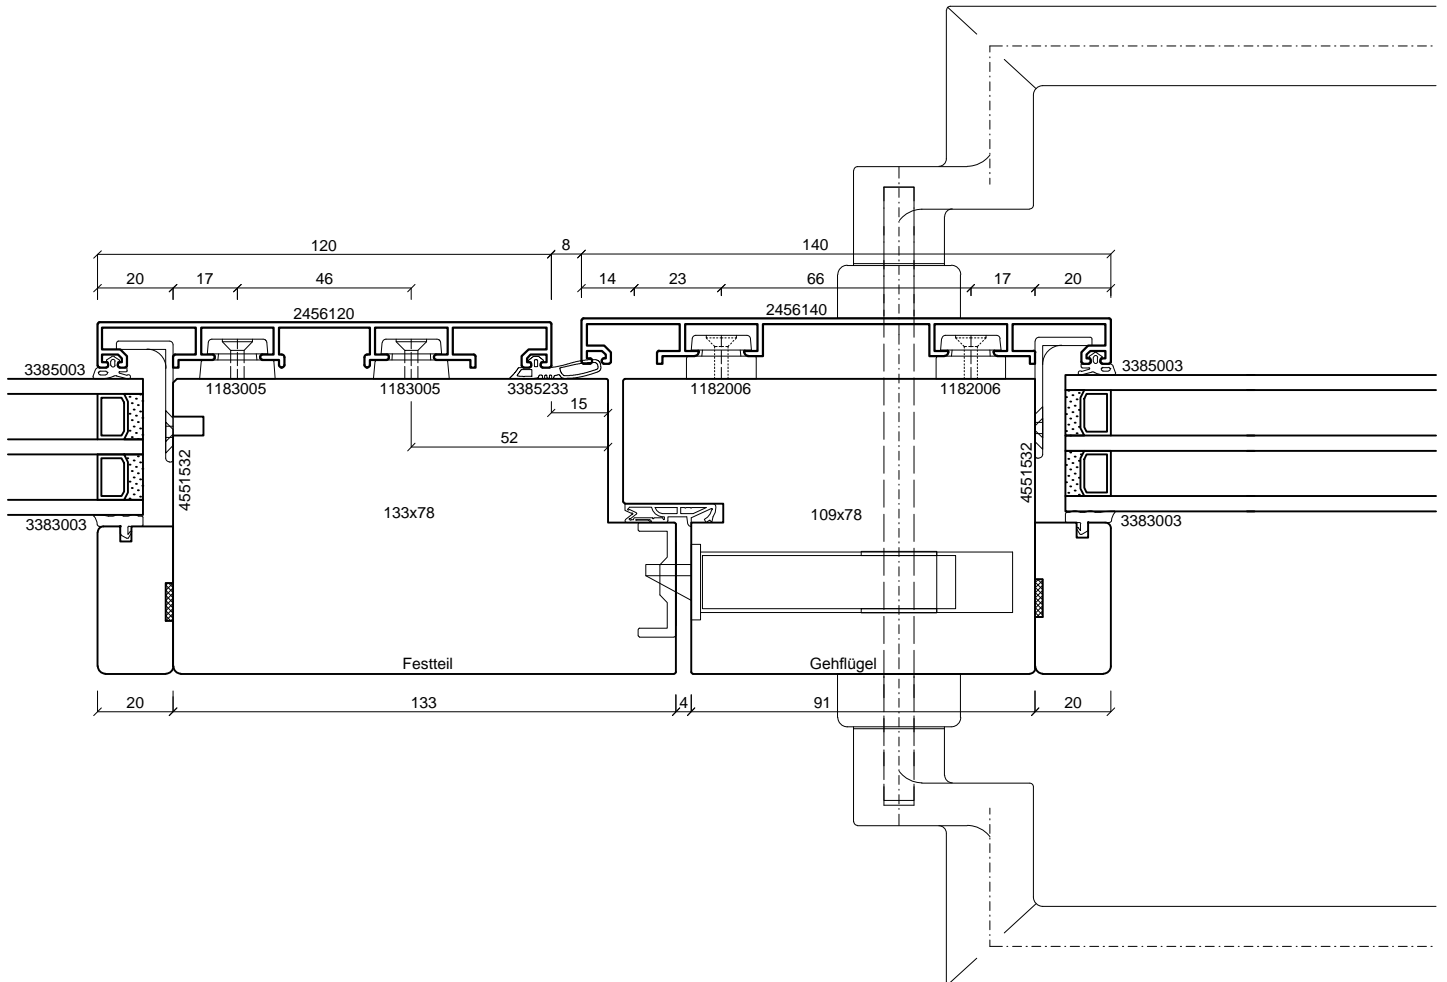 120 8 140
20 17 46 14 23 66 17 20
2456120 2456140
3385003 1183005 1183005 3385233 1182006 1182006 3385003
15
52
4551532 4551532
133x78 109x78
3383003 3383003
Festteil Gehflügel
20 133 4 91 20